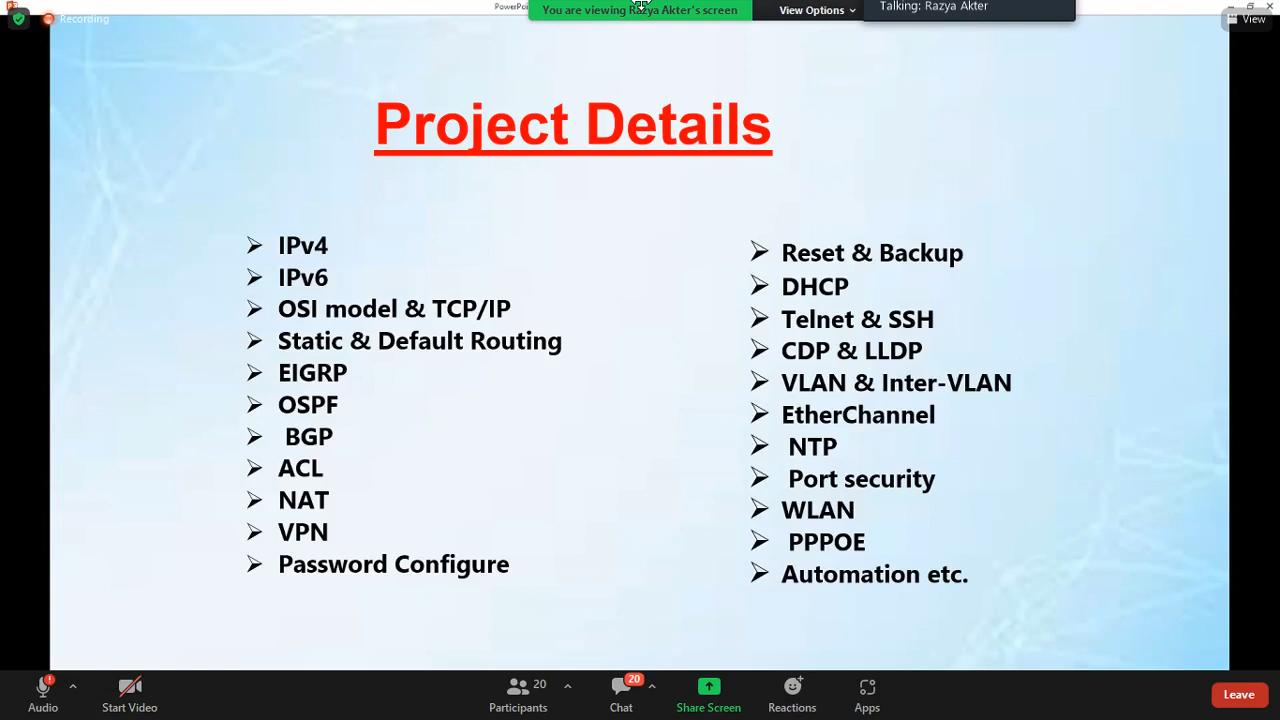 PowerPoi
You are viewing Razya Akter's screen
View Options
Talking: Razya Akter
Recording
View
Project Details
IPv4
IPv6
OSI model & TCP/IP
Static & Default Routing
EIGRP
OSPF
BGP
ACL
NAT
VPN
Password Configure
Reset & Backup
DHCP
Telnet & SSH
CDP & LLDP
VLAN & Inter-VLAN
EtherChannel
NTP
Port security
WLAN
PPPOE
Automation etc.
Audio
Start Video
20
Participants
20
Chat
Share Screen
Reactions
Apps
Leave